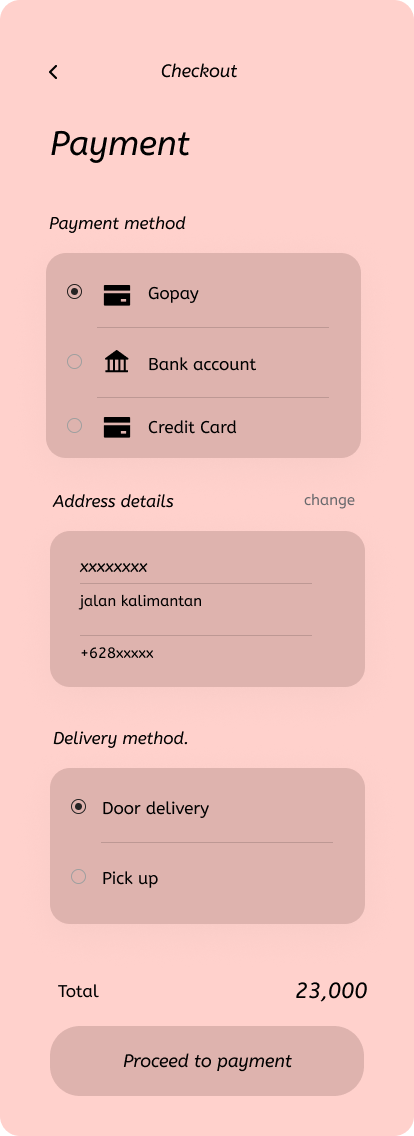 Checkout
Payment
Payment method
Gopay
Bank account
Credit Card
Address details
change
xxxxxxxx
jalan kalimantan
+628xxxxx
Delivery method.
Door delivery
Pick up
Total
23,000
Proceed to payment